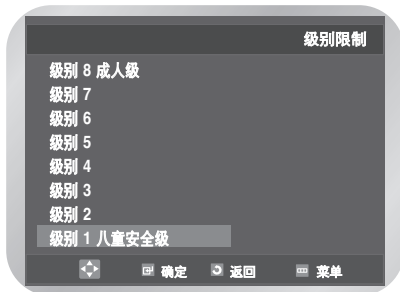 级别限制
级别 8 成人级
级别 7
级别 6
级别 5
级别 4
级别 3
级别 2
级别 1 八童安全级
确定 返回 菜单